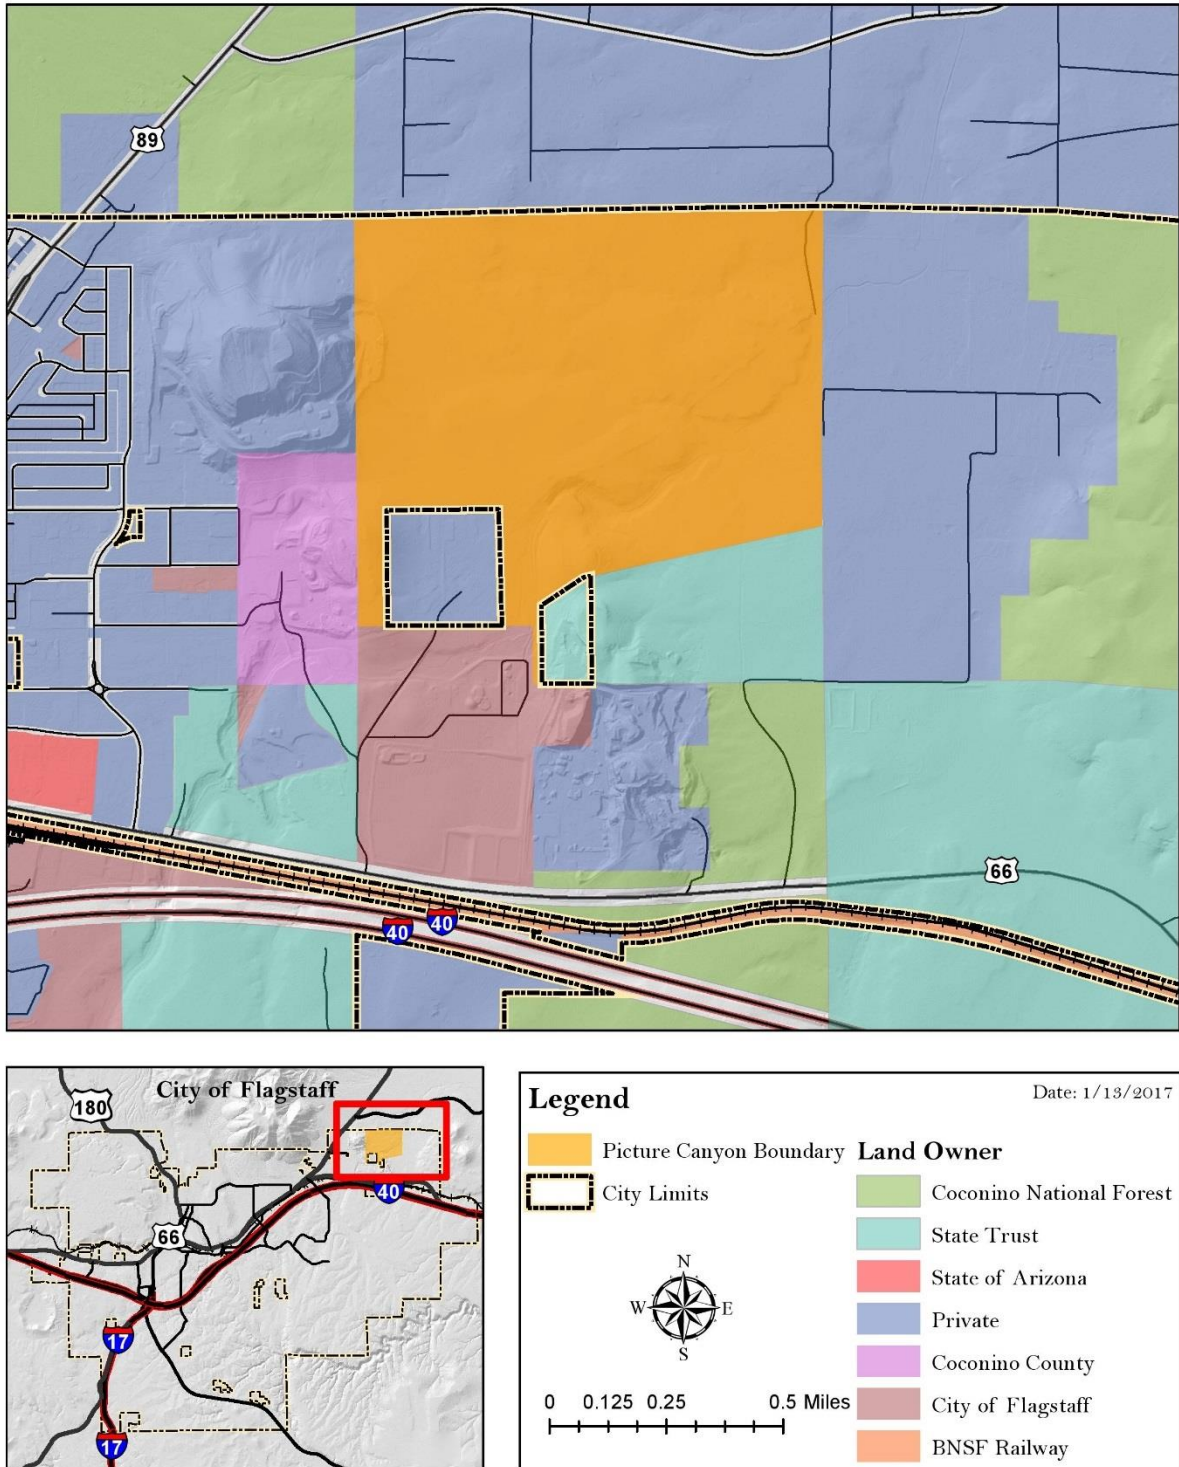 89
66
40
40
City of Flagstaff
180
40
66
17
17
Legend
Date: 1/13/2017
Picture Canyon Boundary
City Limits
N
W E
S
0 0.125 0.25 0.5 Miles
Land Owner
Coconino National Forest
State Trust
State of Arizona
Private
Coconino County
City of Flagstaff
BNSF Railway